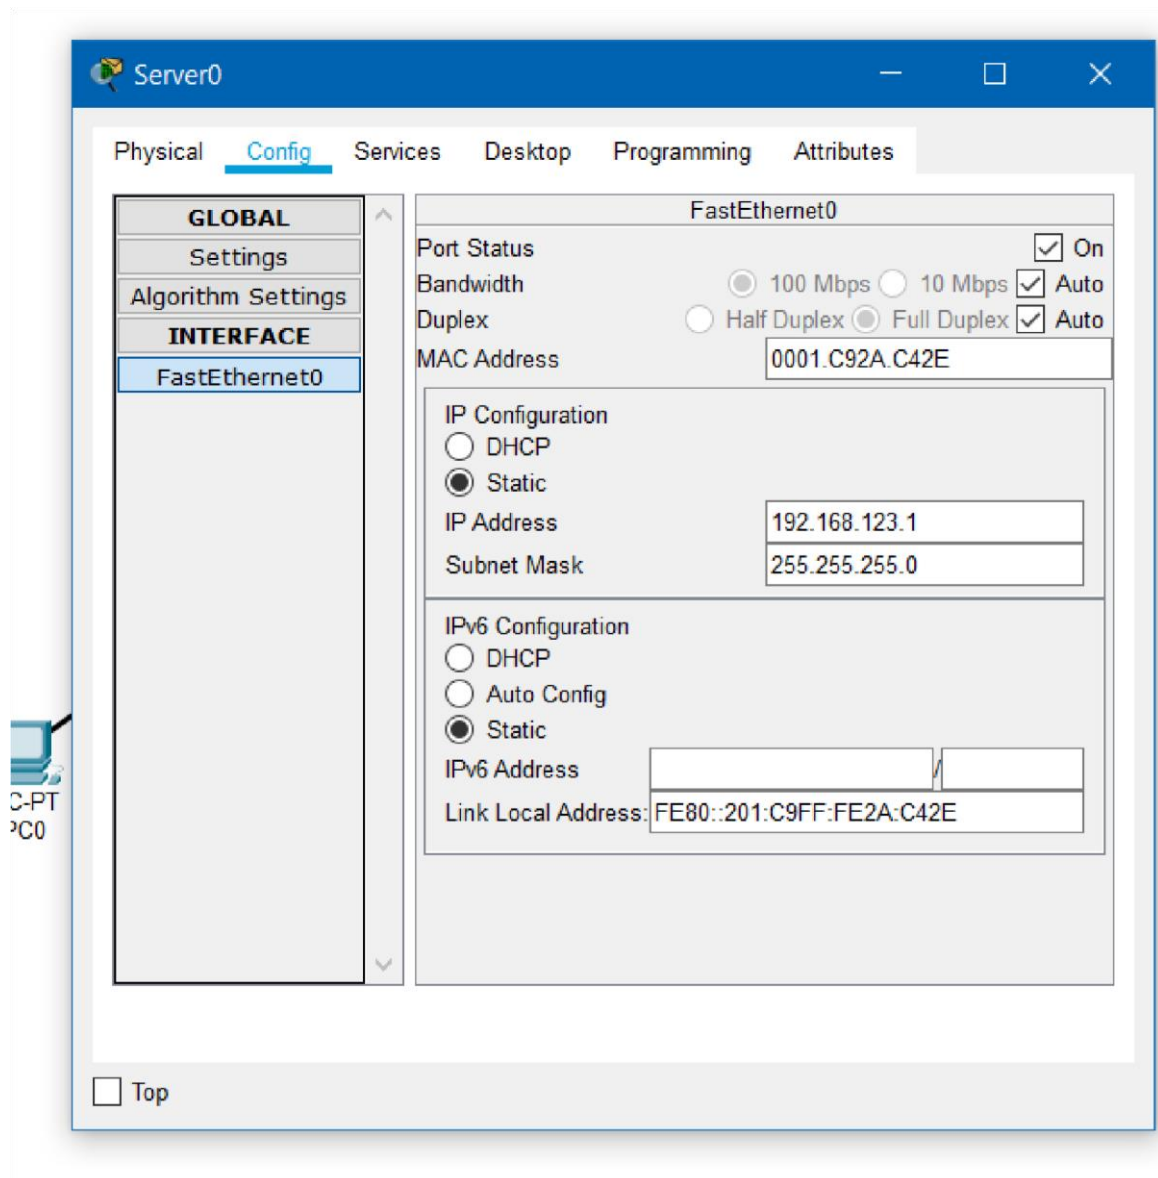 Server0
Physical Config Services Desktop Programming Attributes
GLOBAL
Settings
Algorithm Settings
INTERFACE
FastEthernet0
FastEthernet0
Port Status On
Bandwidth 100 Mbps 10 Mbps Auto
Duplex Half Duplex Full Duplex Auto
MAC Address 0001.C92A.C42E
IP Configuration
DHCP
Static
IP Address 192.168.123.1
Subnet Mask 255.255.255.0
IPv6 Configuration
DHCP
Auto Config
Static
IPv6 Address /
Link Local Address: FE80::201:C9FF:FE2A:C42E
C-PT
PC0
Top